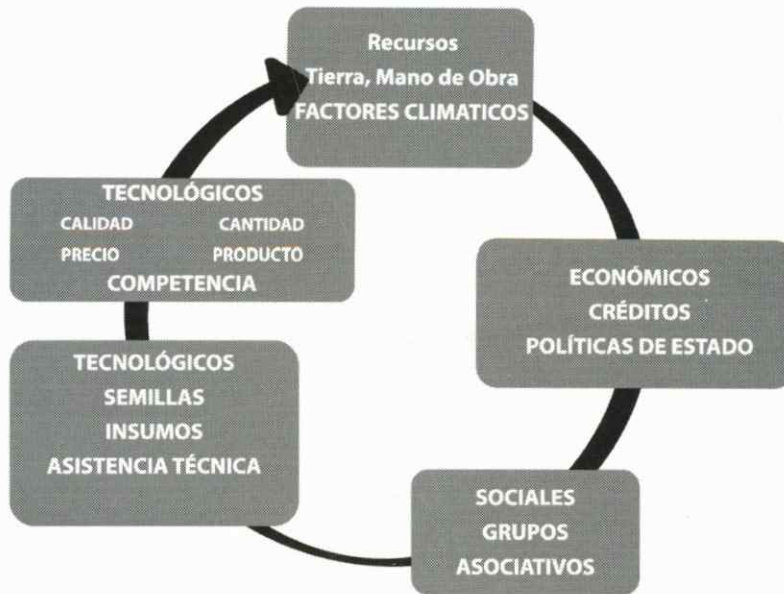 Recursos
Tierra, Mano de Obra
FACTORES CLIMATICOS
ECONÓMICOS
CRÉDITOS
POLÍTICAS DE ESTADO
SOCIALES
GRUPOS
ASOCIATIVOS
TECNOLÓGICOS
SEMILLAS
INSUMOS
ASISTENCIA TÉCNICA
TECNOLÓGICOS
CALIDAD CANTIDAD
PRECIO PRODUCTO
COMPETENCIA